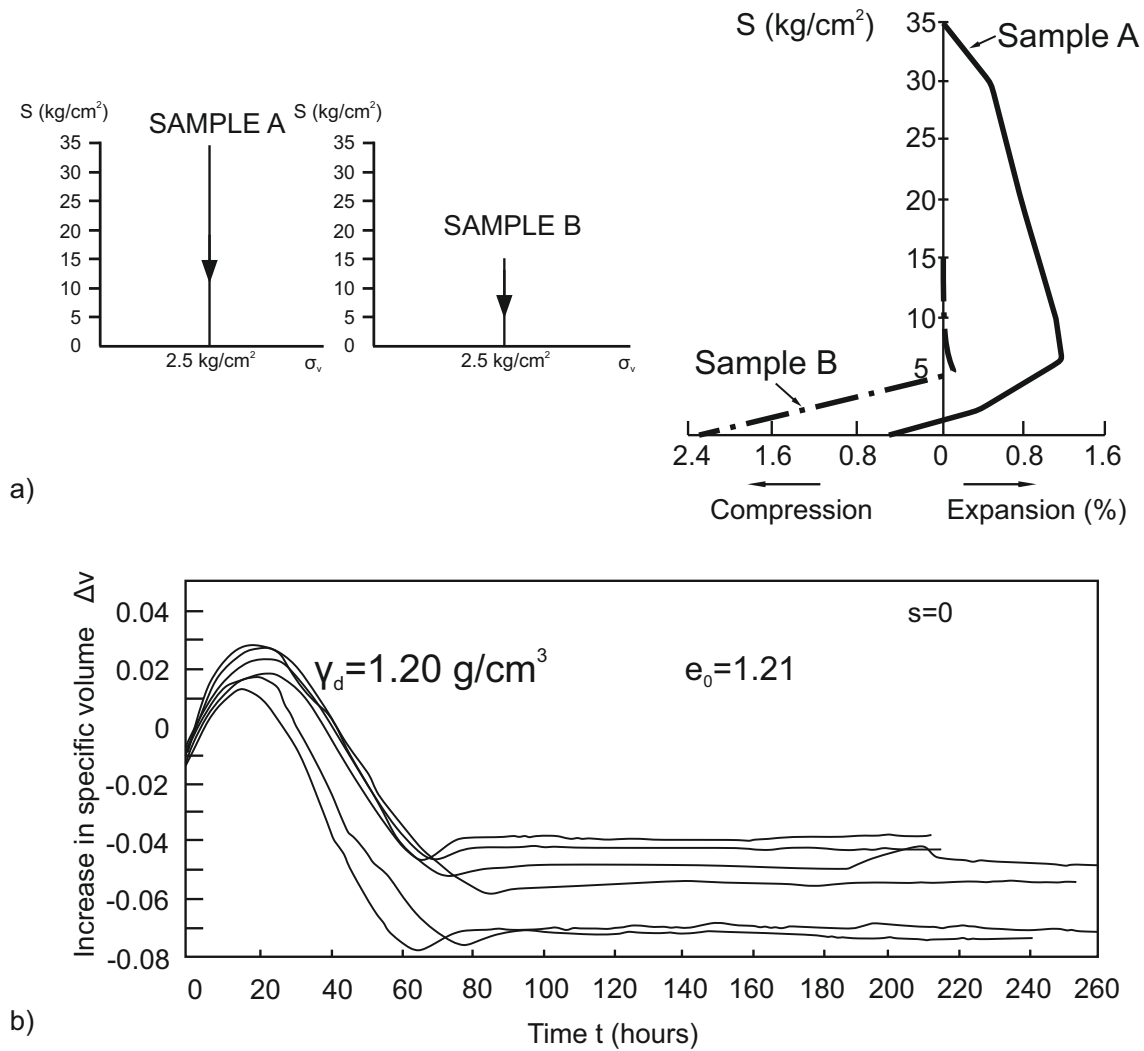 S (kg/cm²)
SAMPLE A
35
30
25
20
15
10
5
0
2.5 kg/cm²
σᵥ
S (kg/cm²)
SAMPLE B
35
30
25
20
15
10
5
0
2.5 kg/cm²
σᵥ
S (kg/cm²)
Sample A
35
30
25
20
15
10
5
Sample B
2.4 1.6 0.8 0 0.8 1.6
Compression Expansion (%)
a)
Increase in specific volume Δv
0.04
0.02
0
-0.02
-0.04
-0.06
-0.08
s=0
γd=1.20 g/cm³
e₀=1.21
0 20 40 60 80 100 120 140 160 180 200 220 240 260
Time t (hours)
b)